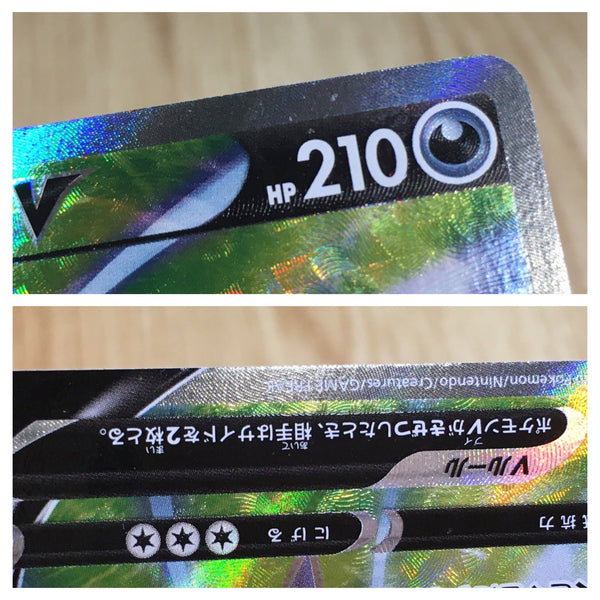 V
HP 210
©Pokémon/Nintendo/Creatures/GAME FREAK
ポケモンVがきぜつしたとき、相手はサイドを2枚とる。
Vルール
にげる
抗力